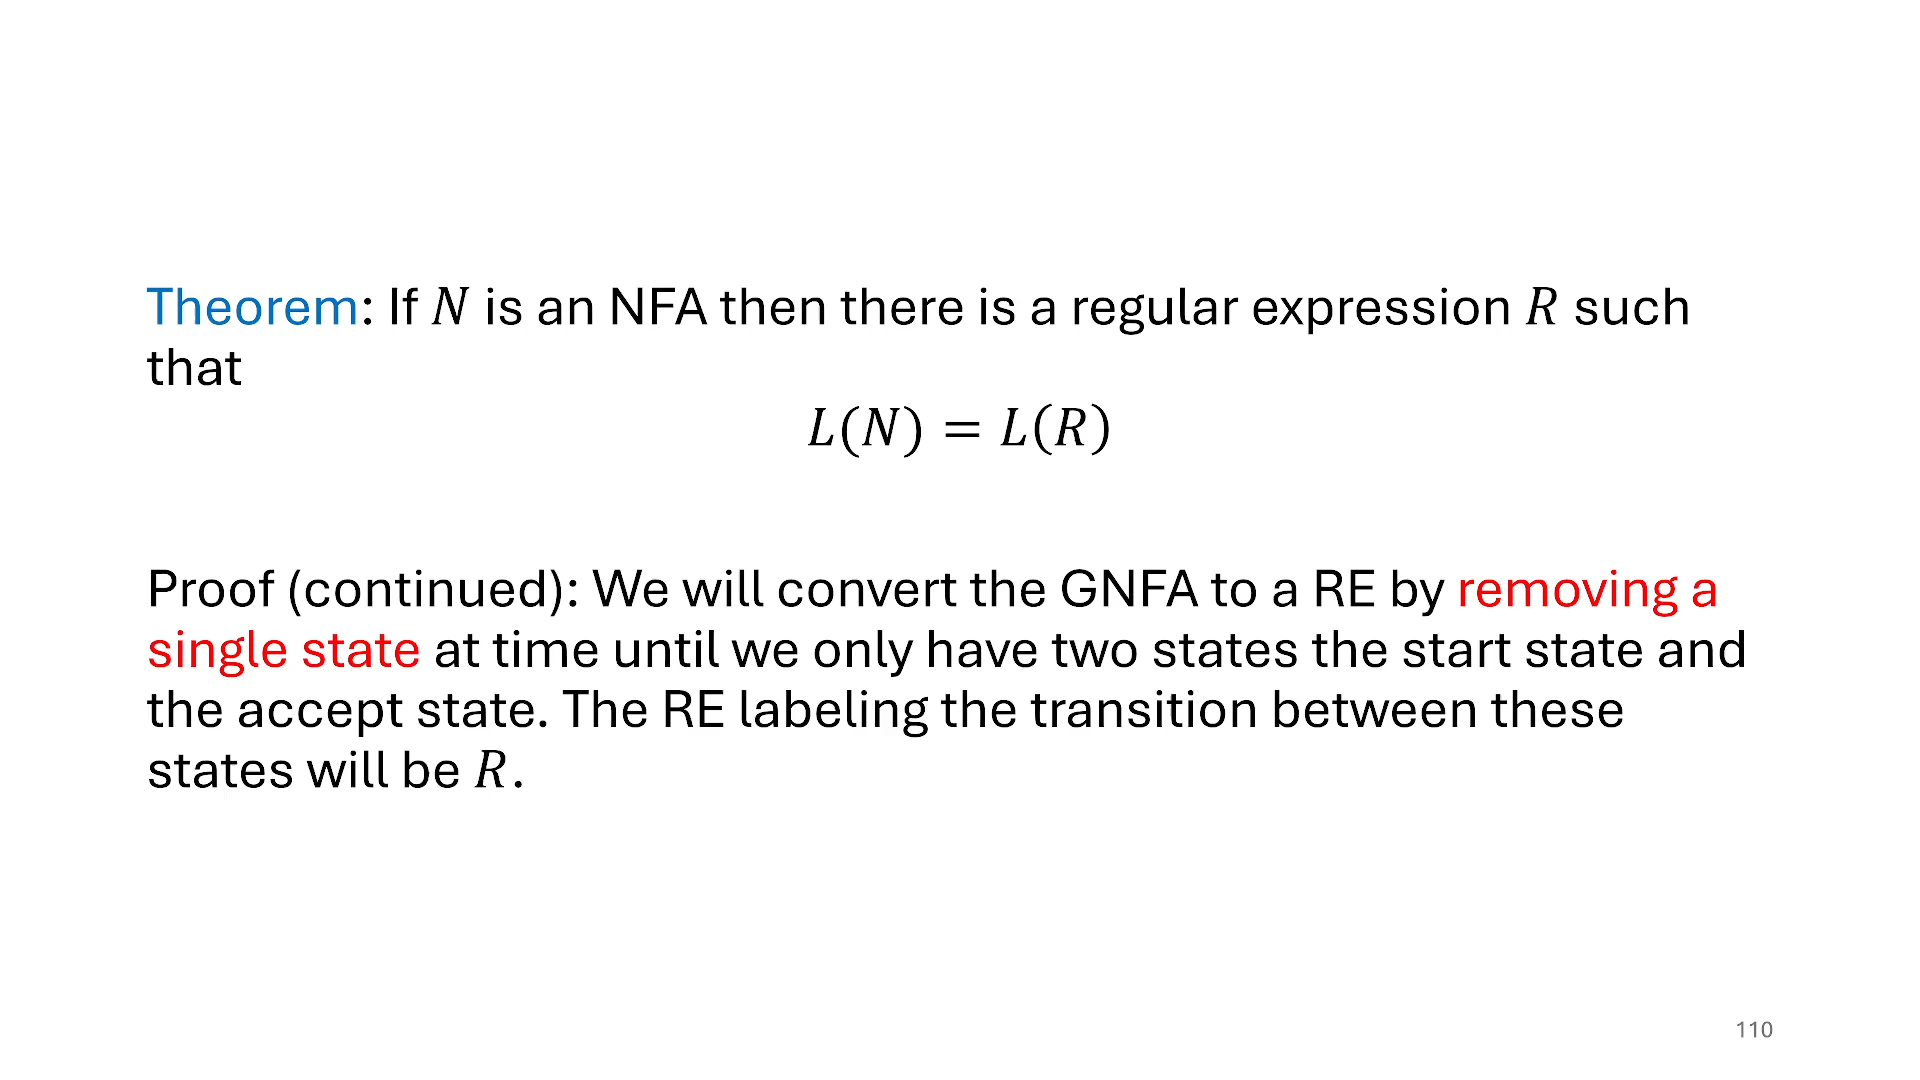 Theorem: If 𝑁 is an NFA then there is a regular expression 𝑅 such
that
𝐿(𝑁) = 𝐿(𝑅)
Proof (continued): We will convert the GNFA to a RE by removing a
single state at time until we only have two states the start state and
the accept state. The RE labeling the transition between these
states will be 𝑅.
110